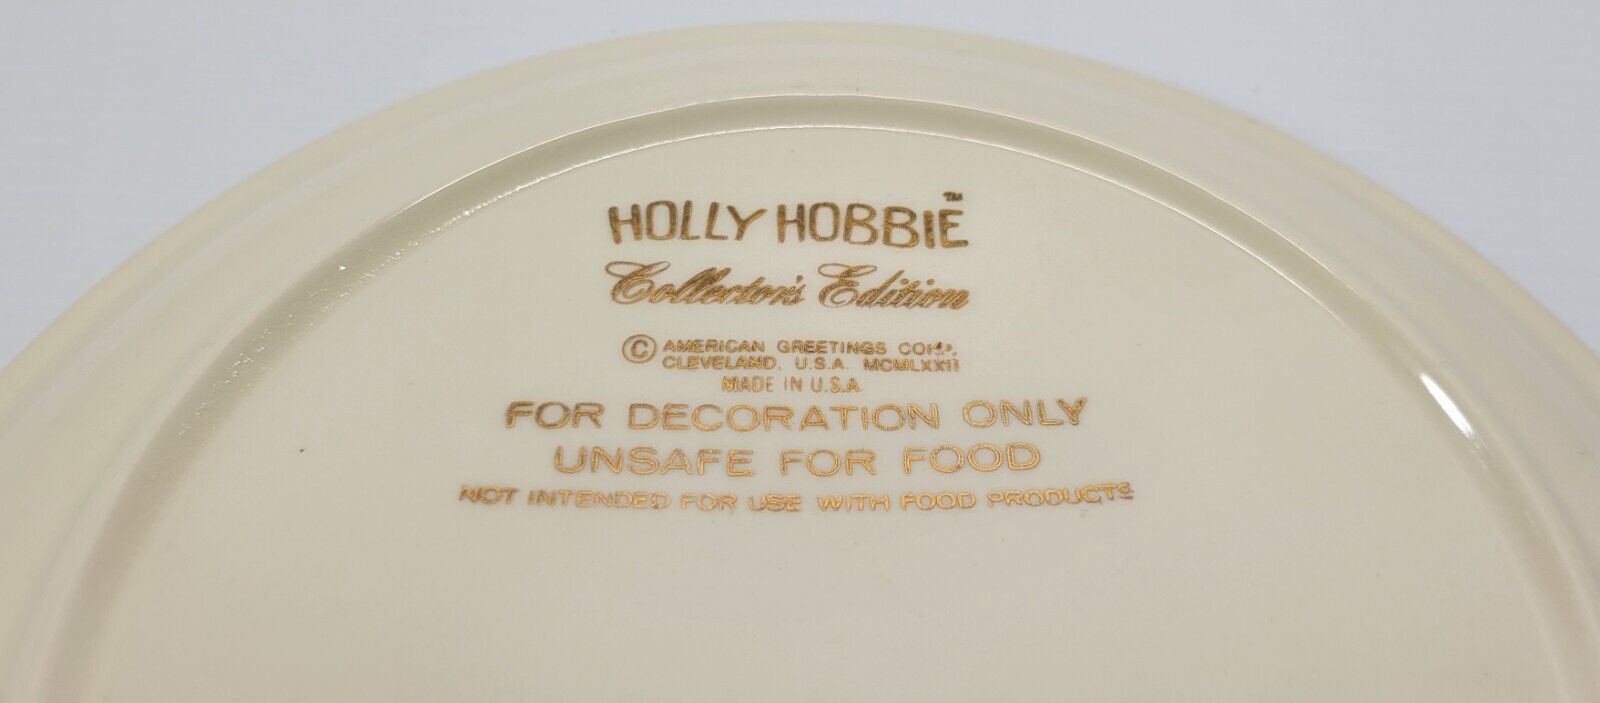 HOLLY HOBBIE™
Collector's Edition
© AMERICAN GREETINGS CORP.
CLEVELAND, U.S.A. MCMLXXII
MADE IN U.S.A.
FOR DECORATION ONLY
UNSAFE FOR FOOD
NOT INTENDED FOR USE WITH FOOD PRODUCTS